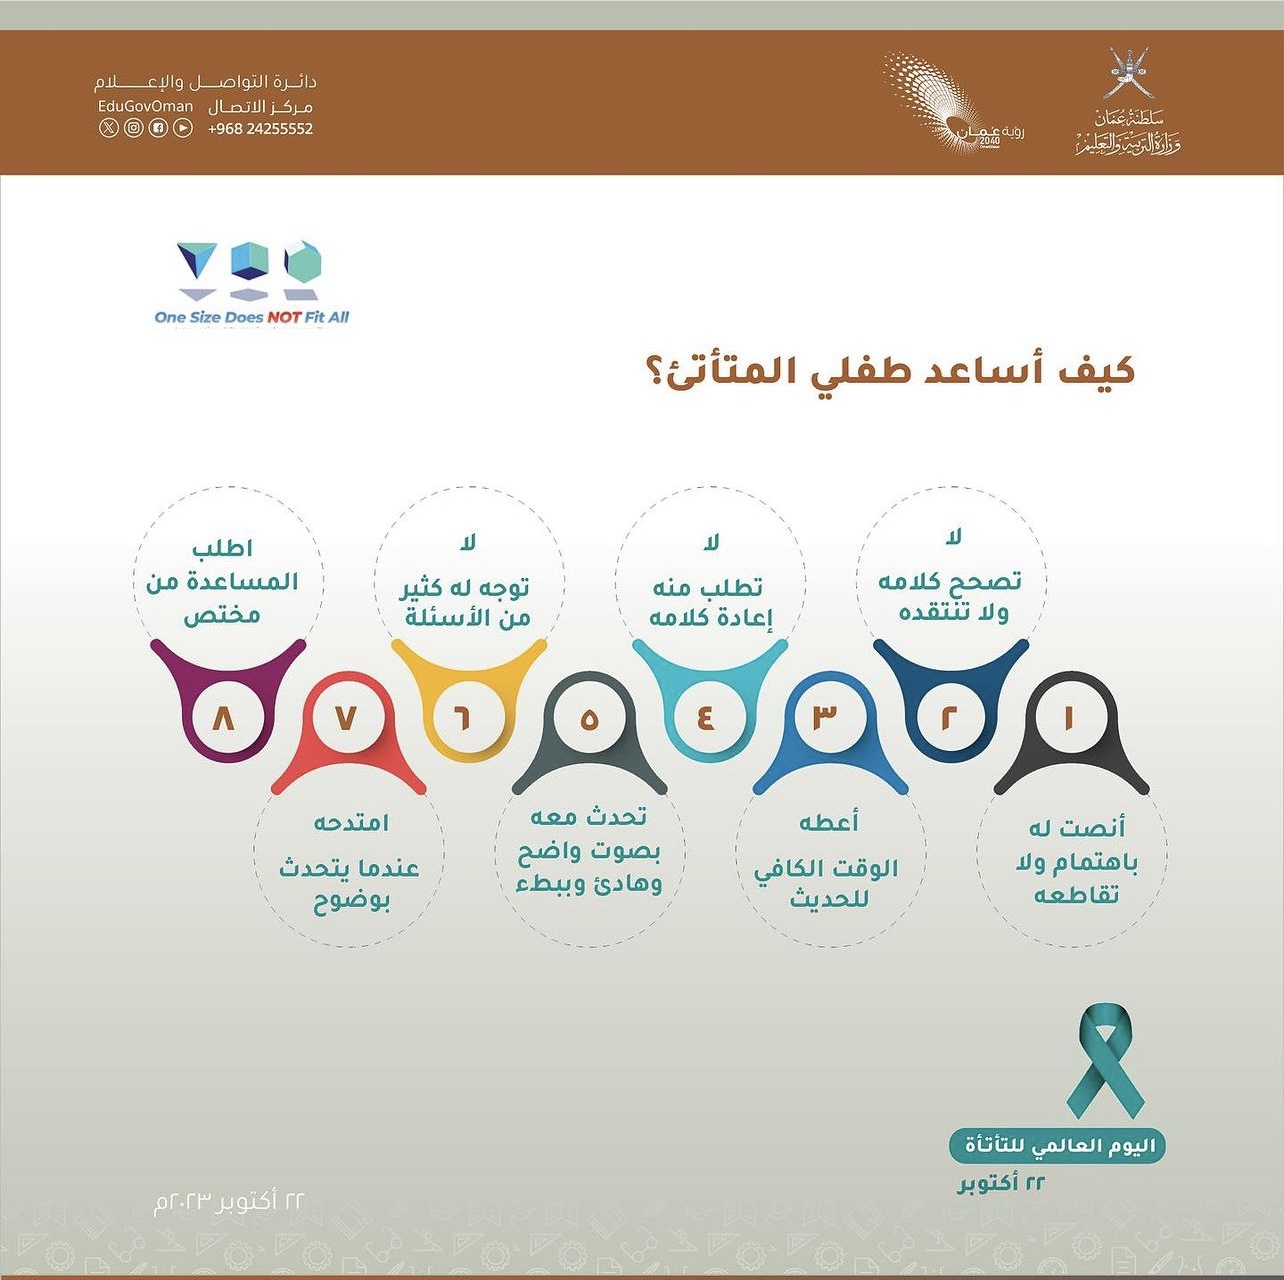 سلطنة عمان
وزارة التربية والتعليم
رؤية عمان
2040
دائرة التواصل والإعلام
مركز الاتصال EduGovOman
+968 24255552
One Size Does NOT Fit All
كيف أساعد طفلي المتأتئ؟
١
أنصت له
باهتمام ولا
تقاطعه
٢
لا
تصحح كلامه
ولا تنتقده
٣
أعطه
الوقت الكافي
للحديث
٤
لا
تطلب منه
إعادة كلامه
٥
تحدث معه
بصوت واضح
وهادئ وببطء
٦
لا
توجه له كثير
من الأسئلة
٧
امتدحه
عندما يتحدث
بوضوح
٨
اطلب
المساعدة من
مختص
اليوم العالمي للتأتأة
٢٢ أكتوبر
٢٢ أكتوبر ٢٠٢٣م